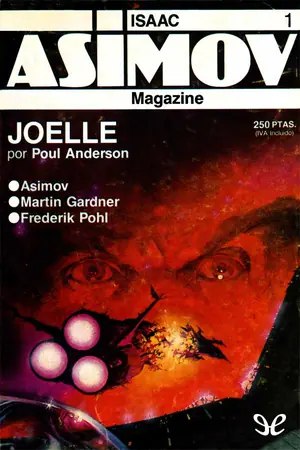 ISAAC
1
ASIMOV
Magazine
JOELLE
por Poul Anderson
250 PTAS.
(IVA incluido)
●Asimov
●Martin Gardner
●Frederik Pohl